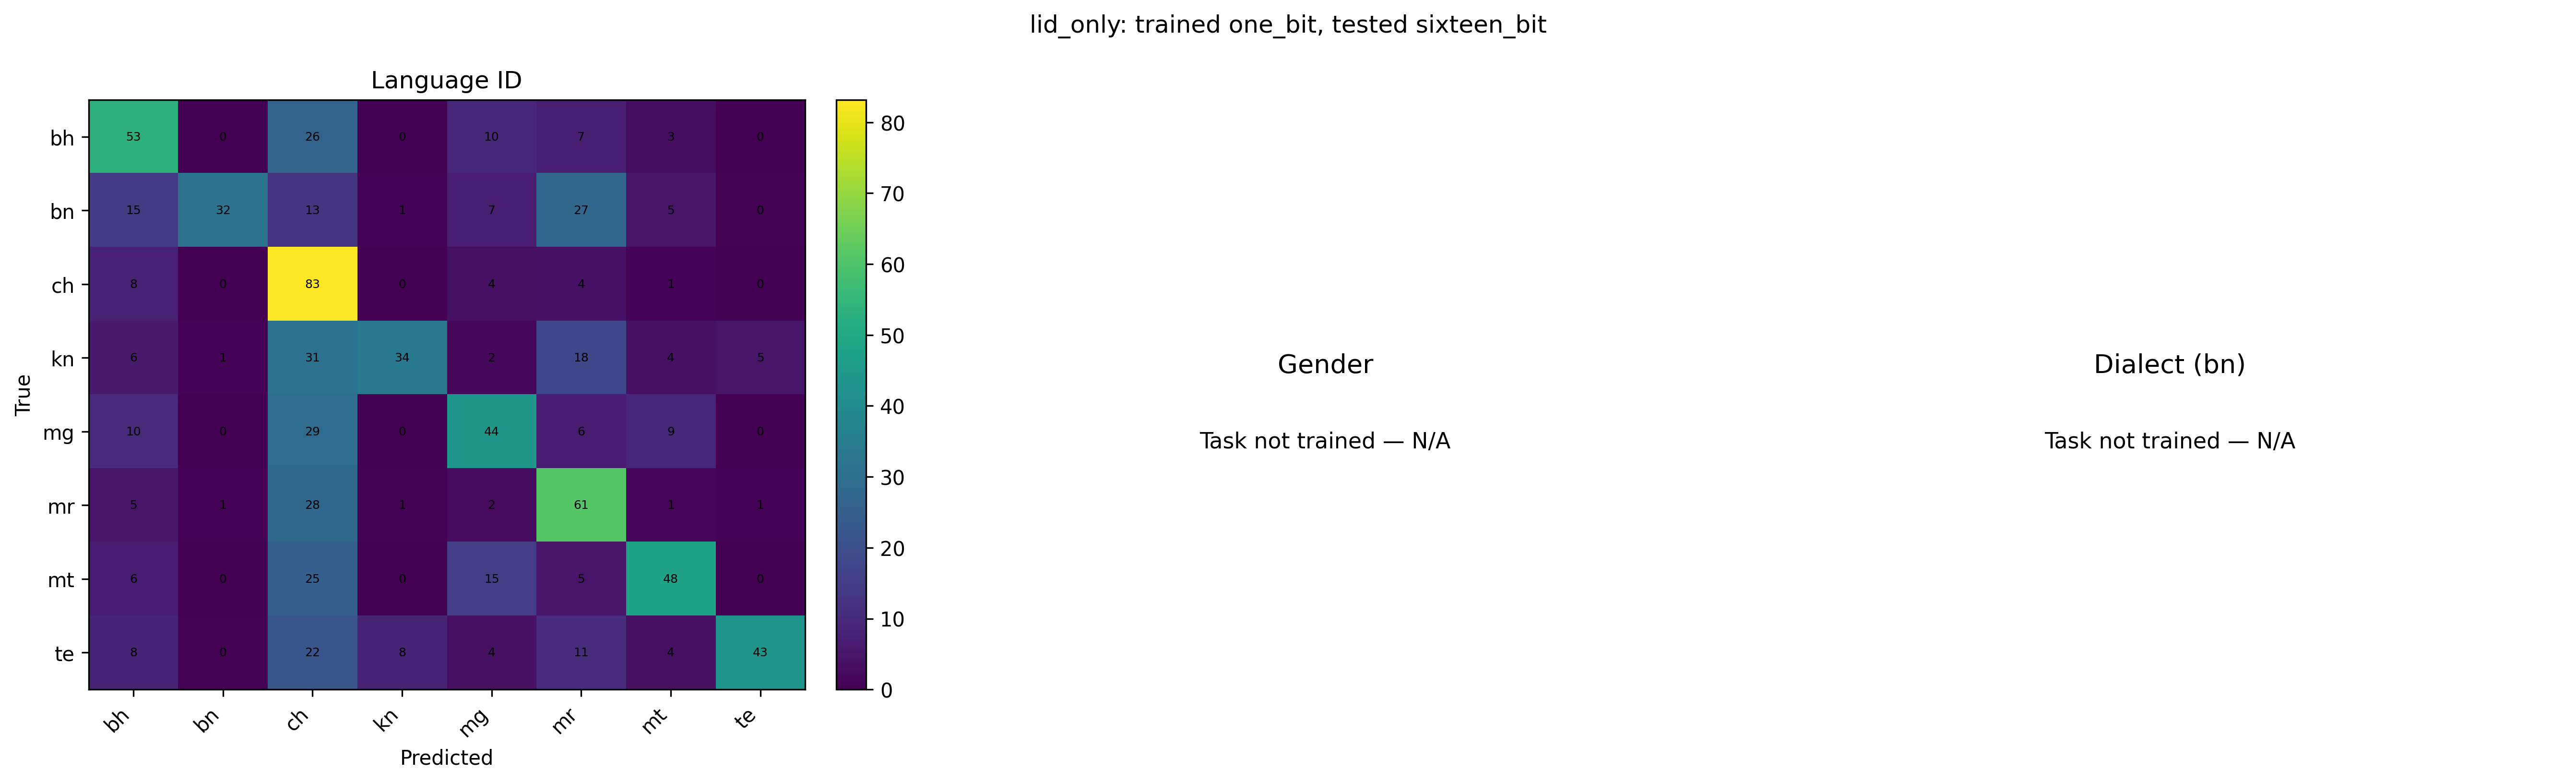 lid_only: trained one_bit, tested sixteen_bit
Language ID
bh 53 0 26 0 10 7 3 0
bn 15 32 13 1 7 27 5 0
ch 8 0 83 0 4 4 1 0
kn 6 1 31 34 2 18 4 5
mg 10 0 29 0 44 6 9 0
mr 5 1 28 1 2 61 1 1
mt 6 0 25 0 15 5 48 0
te 8 0 22 8 4 11 4 43
bh bn ch kn mg mr mt te
True
Predicted
80
70
60
50
40
30
20
10
0
Gender
Task not trained — N/A
Dialect (bn)
Task not trained — N/A